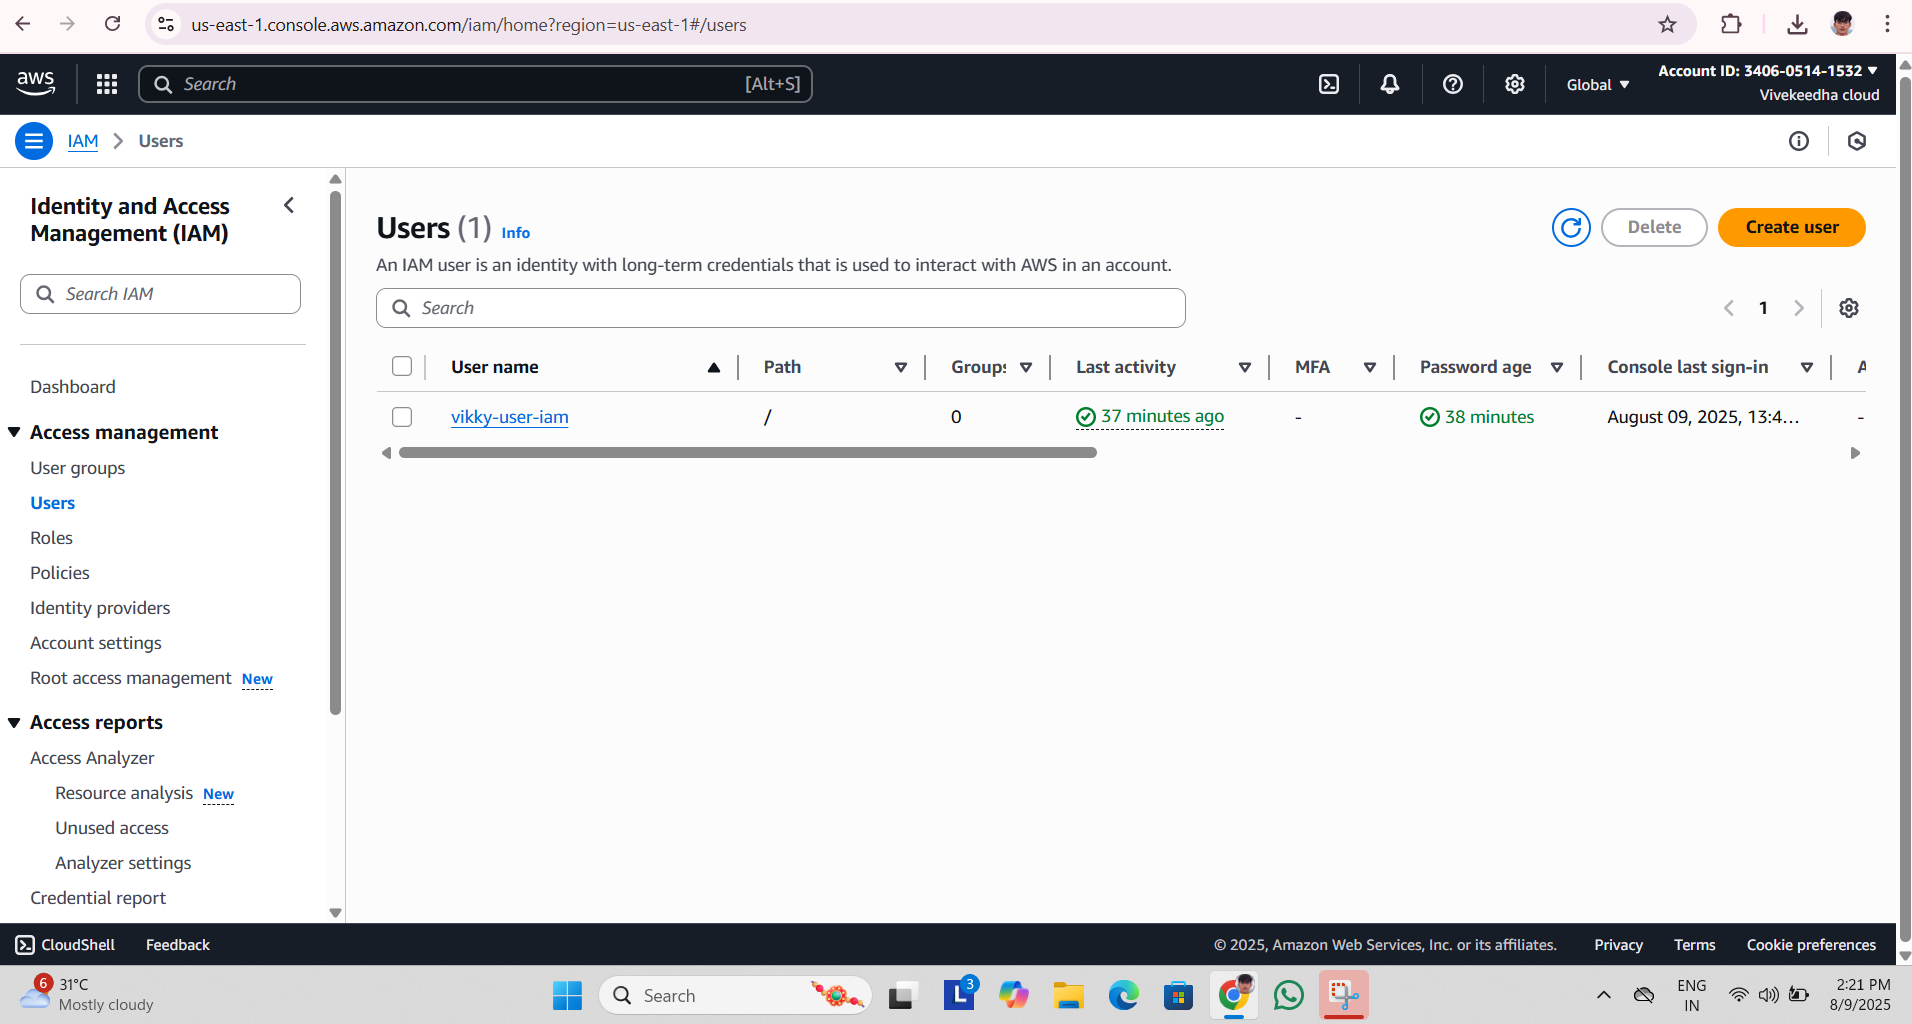 us-east-1.console.aws.amazon.com/iam/home?region=us-east-1#/users
aws
Search
[Alt+S]
Global
Account ID: 3406-0514-1532
Vivekeedha cloud
IAM
Users
Identity and Access
Management (IAM)
Search IAM
Dashboard
Access management
User groups
Users
Roles
Policies
Identity providers
Account settings
Root access management New
Access reports
Access Analyzer
Resource analysis New
Unused access
Analyzer settings
Credential report
Users (1) Info
Delete
Create user
An IAM user is an identity with long-term credentials that is used to interact with AWS in an account.
Search
1
User name Path Groups Last activity MFA Password age Console last sign-in A
vikky-user-iam / 0 37 minutes ago - 38 minutes August 09, 2025, 13:4... -
CloudShell Feedback
© 2025, Amazon Web Services, Inc. or its affiliates. Privacy Terms Cookie preferences
6
31°C
Mostly cloudy
Search
L
3
ENG
IN
2:21 PM
8/9/2025